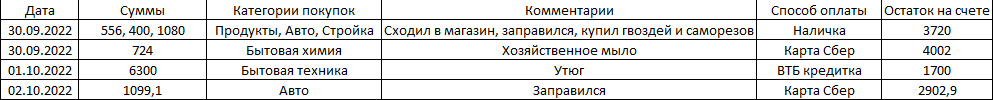 Дата Суммы Категории покупок Комментарии Способ оплаты Остаток на счете
30.09.2022 556, 400, 1080 Продукты, Авто, Стройка Сходил в магазин, заправился, купил гвоздей и саморезов Наличка 3720
30.09.2022 724 Бытовая химия Хозяйственное мыло Карта Сбер 4002
01.10.2022 6300 Бытовая техника Утюг ВТБ кредитка 1700
02.10.2022 1099,1 Авто Заправился Карта Сбер 2902,9